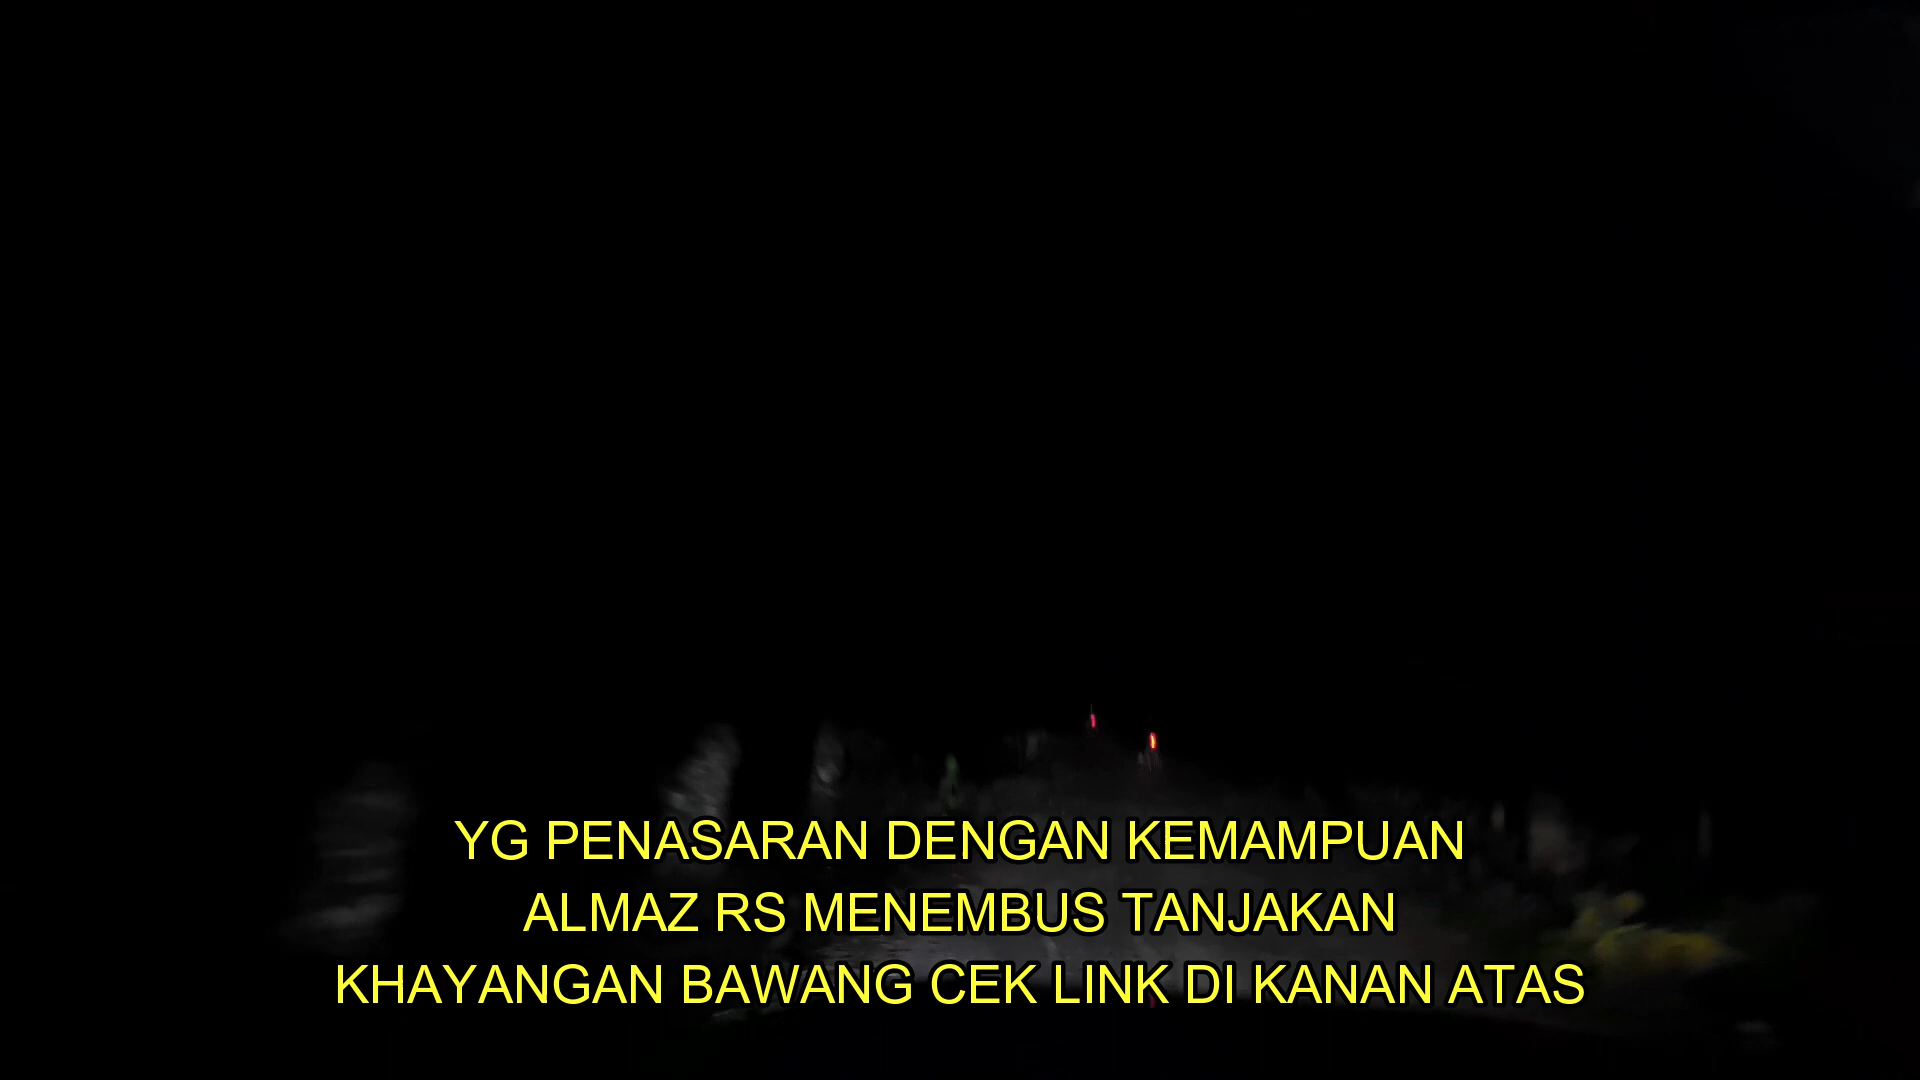 YG PENASARAN DENGAN KEMAMPUAN
ALMAZ RS MENEMBUS TANJAKAN
KHAYANGAN BAWANG CEK LINK DI KANAN ATAS